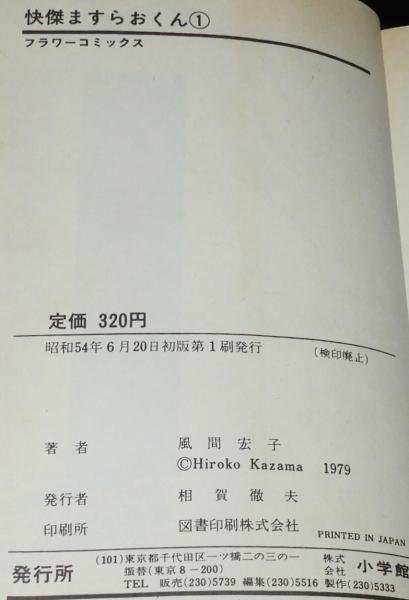 快傑ますらおくん①
フラワーコミックス
定価 320円
昭和54年6月20日初版第1刷発行 (検印廃止)
著者 風間宏子
©Hiroko Kazama 1979
発行者 相賀徹夫
印刷所 図書印刷株式会社
PRINTED IN JAPAN
発行所 (101)東京都千代田区一ツ橋二の三の一 株式会社 小学館
振替(東京8-200)
TEL 販売(230)5739 編集(230)5516 製作(230)5333